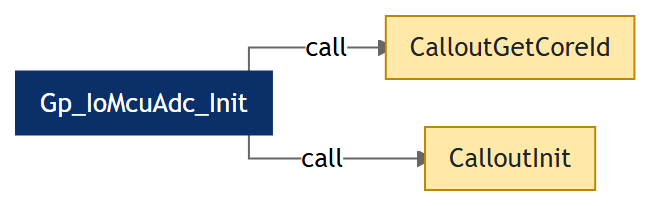 call
CalloutGetCoreId
Gp_IoMcuAdc_Init
call
CalloutInit